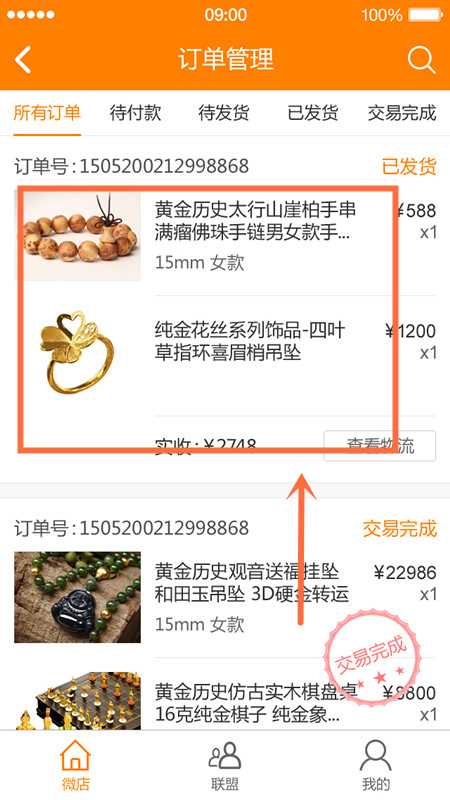 09:00
100%
订单管理
所有订单 待付款 待发货 已发货 交易完成
订单号:1505200212998868 已发货
黄金历史太行山崖柏手串 ¥588
满瘤佛珠手链男女款手... x1
15mm 女款
纯金花丝系列饰品-四叶 ¥1200
草指环喜眉梢吊坠 x1
实收:¥2748 查看物流
订单号:1505200212998868 交易完成
黄金历史观音送福挂坠 ¥22986
和田玉吊坠 3D硬金转运 x1
15mm 女款
交易完成
黄金历史仿古实木棋盘桌 ¥8800
16克纯金棋子 纯金象... x1
微店 联盟 我的